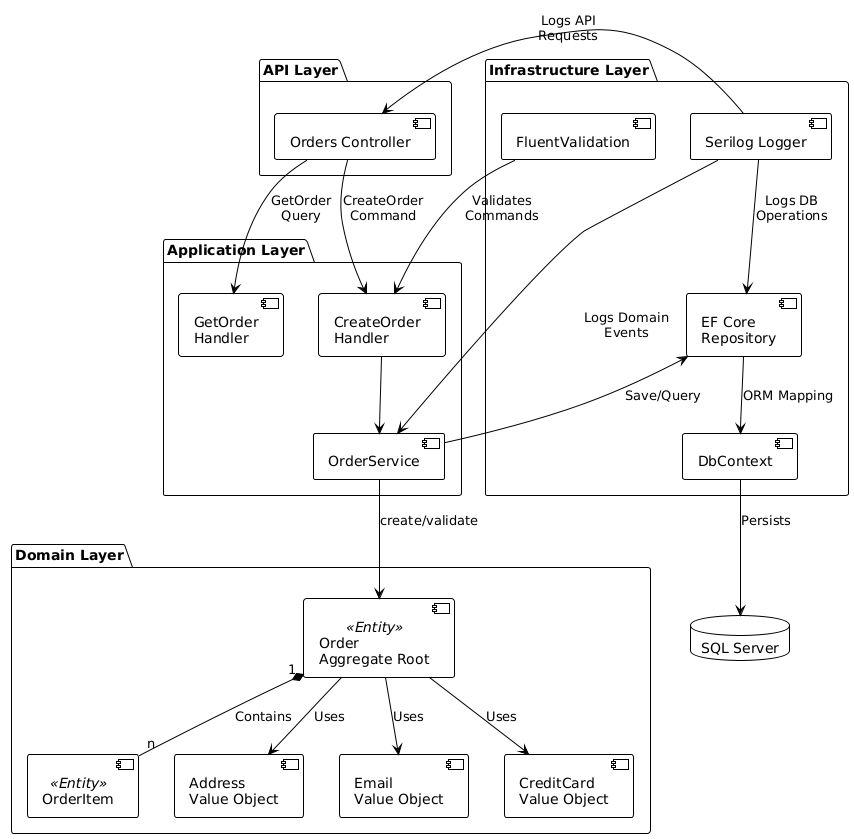 Logs API
Requests
API Layer
Infrastructure Layer
Orders Controller
FluentValidation
Serilog Logger
GetOrder
Query
CreateOrder
Command
Validates
Commands
Logs DB
Operations
Application Layer
GetOrder
Handler
CreateOrder
Handler
Logs Domain
Events
EF Core
Repository
Save/Query
ORM Mapping
OrderService
DbContext
create/validate
Persists
Domain Layer
«Entity»
Order
Aggregate Root
SQL Server
1
Contains
Uses
Uses
Uses
n
«Entity»
OrderItem
Address
Value Object
Email
Value Object
CreditCard
Value Object